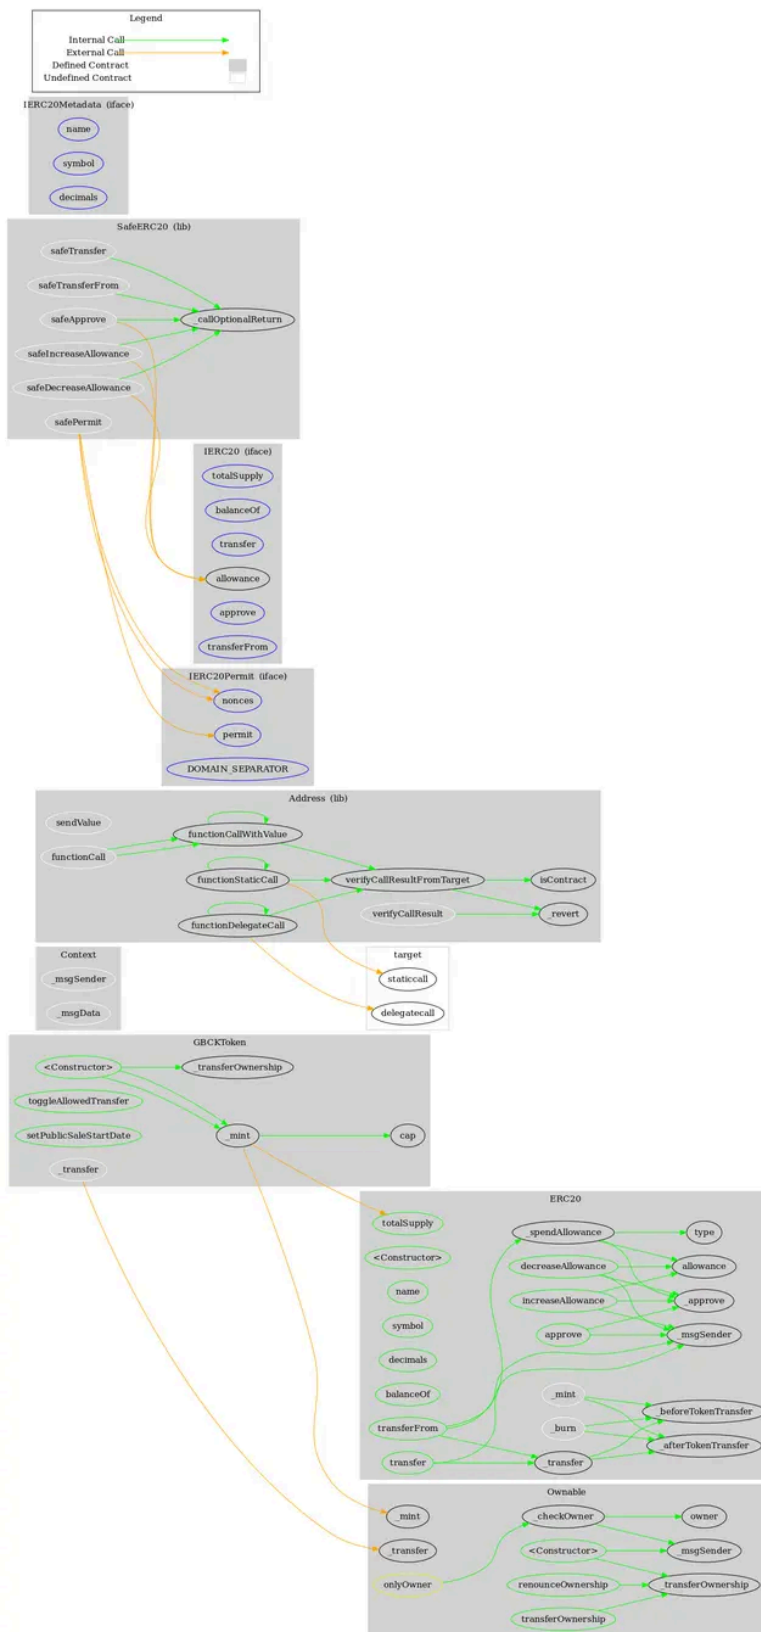 Legend
Internal Call
External Call
Defined Contract
Undefined Contract
IERC20Metadata (iface)
name
symbol
decimals
SafeERC20 (lib)
safeTransfer
safeTransferFrom
safeApprove
_callOptionalReturn
safeIncreaseAllowance
safeDecreaseAllowance
safePermit
IERC20 (iface)
totalSupply
balanceOf
transfer
allowance
approve
transferFrom
IERC20Permit (iface)
nonces
permit
DOMAIN_SEPARATOR
Address (lib)
sendValue
functionCallWithValue
functionCall
functionStaticCall
verifyCallResultFromTarget
isContract
verifyCallResult
_revert
functionDelegateCall
Context
_msgSender
_msgData
target
staticcall
delegatecall
GBCKToken
<Constructor>
_transferOwnership
toggleAllowedTransfer
setPublicSaleStartDate
_mint
cap
_transfer
ERC20
totalSupply
_spendAllowance
type
<Constructor>
decreaseAllowance
allowance
name
increaseAllowance
_approve
symbol
approve
_msgSender
decimals
balanceOf
_mint
_beforeTokenTransfer
transferFrom
_burn
_afterTokenTransfer
transfer
_transfer
Ownable
_mint
_checkOwner
owner
_transfer
<Constructor>
_msgSender
onlyOwner
renounceOwnership
_transferOwnership
transferOwnership